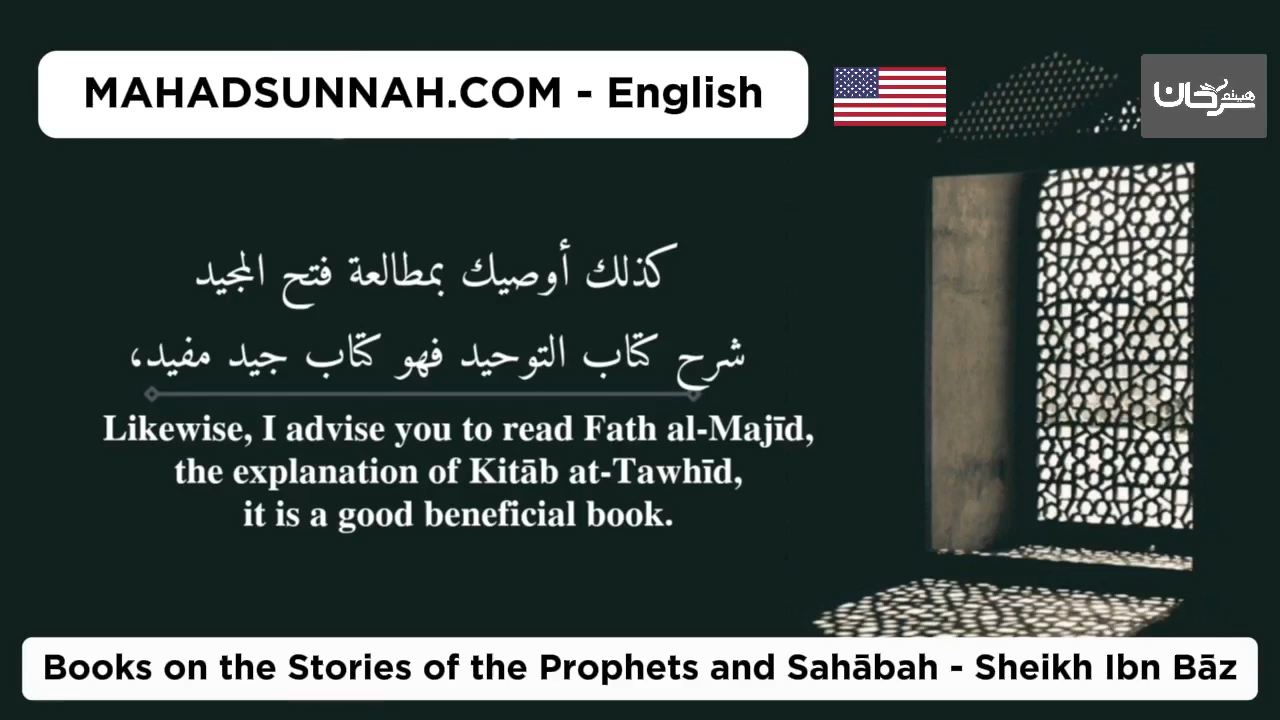 MAHADSUNNAH.COM - English
هيثم سرحان
كذلك أوصيك بمطالعة فتح المجيد
شرح كتاب التوحيد فهو كتاب جيد مفيد،
Likewise, I advise you to read Fath al-Majīd,
the explanation of Kitāb at-Tawhīd,
it is a good beneficial book.
Books on the Stories of the Prophets and Sahābah - Sheikh Ibn Bāz